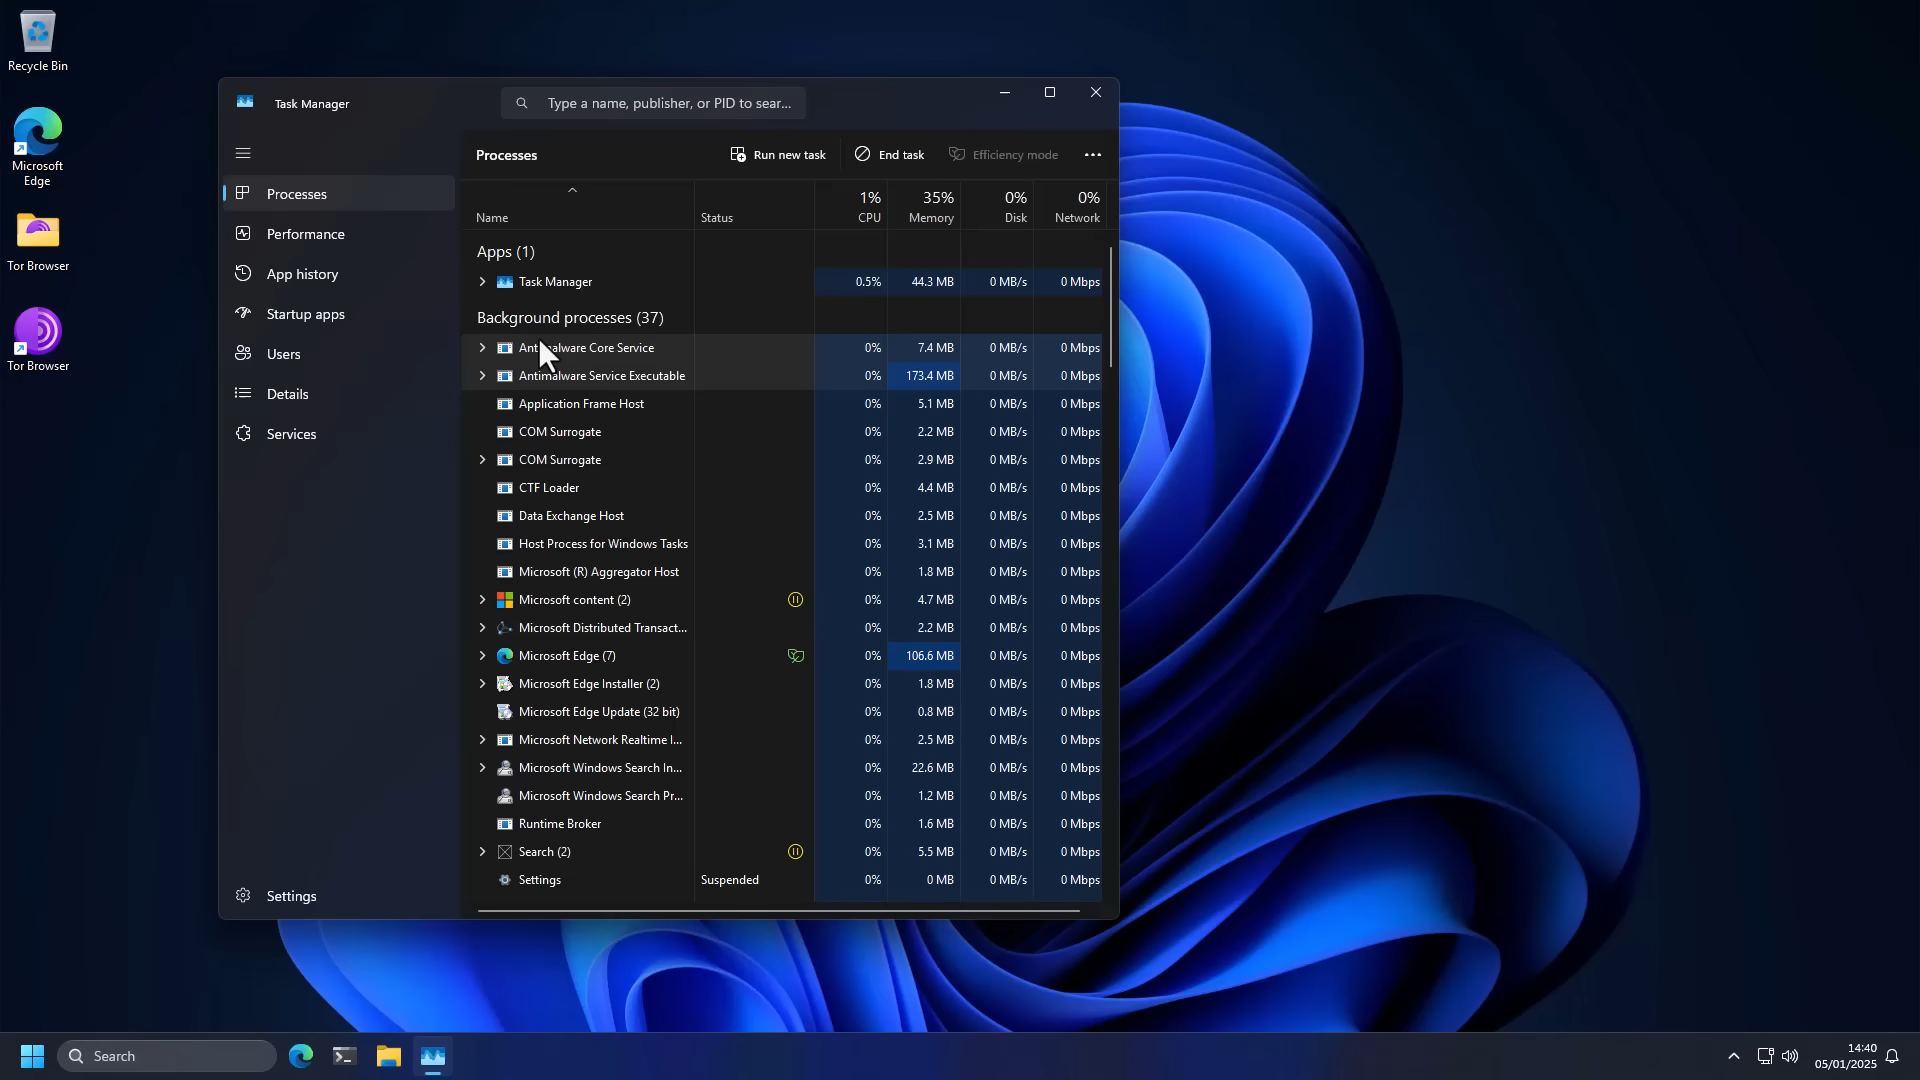 Recycle Bin
Microsoft
Edge
Tor Browser
Tor Browser
Task Manager
Type a name, publisher, or PID to sear...
Processes
Performance
App history
Startup apps
Users
Details
Services
Settings
Processes
Run new task
End task
Efficiency mode
1% 35% 0% 0%
Name Status CPU Memory Disk Network
Apps (1)
Task Manager 0.5% 44.3 MB 0 MB/s 0 Mbps
Background processes (37)
Antimalware Core Service 0% 7.4 MB 0 MB/s 0 Mbps
Antimalware Service Executable 0% 173.4 MB 0 MB/s 0 Mbps
Application Frame Host 0% 5.1 MB 0 MB/s 0 Mbps
COM Surrogate 0% 2.2 MB 0 MB/s 0 Mbps
COM Surrogate 0% 2.9 MB 0 MB/s 0 Mbps
CTF Loader 0% 4.4 MB 0 MB/s 0 Mbps
Data Exchange Host 0% 2.5 MB 0 MB/s 0 Mbps
Host Process for Windows Tasks 0% 3.1 MB 0 MB/s 0 Mbps
Microsoft (R) Aggregator Host 0% 1.8 MB 0 MB/s 0 Mbps
Microsoft content (2) 0% 4.7 MB 0 MB/s 0 Mbps
Microsoft Distributed Transact... 0% 2.2 MB 0 MB/s 0 Mbps
Microsoft Edge (7) 0% 106.6 MB 0 MB/s 0 Mbps
Microsoft Edge Installer (2) 0% 1.8 MB 0 MB/s 0 Mbps
Microsoft Edge Update (32 bit) 0% 0.8 MB 0 MB/s 0 Mbps
Microsoft Network Realtime I... 0% 2.5 MB 0 MB/s 0 Mbps
Microsoft Windows Search In... 0% 22.6 MB 0 MB/s 0 Mbps
Microsoft Windows Search Pr... 0% 1.2 MB 0 MB/s 0 Mbps
Runtime Broker 0% 1.6 MB 0 MB/s 0 Mbps
Search (2) 0% 5.5 MB 0 MB/s 0 Mbps
Settings Suspended 0% 0 MB 0 MB/s 0 Mbps
Search
14:40
05/01/2025